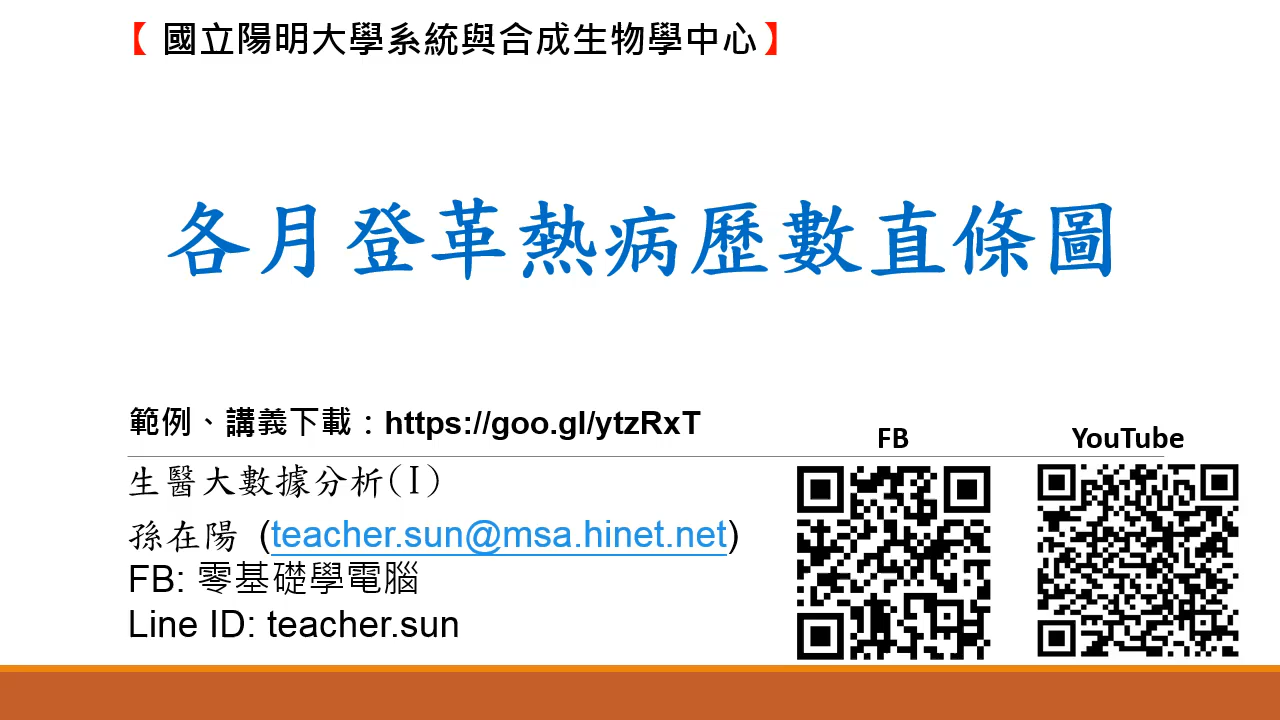 【 國立陽明大學系統與合成生物學中心】
各月登革熱病歷數直條圖
範例、講義下載：https://goo.gl/ytzRxT
FB
YouTube
生醫大數據分析(I)
孫在陽 (teacher.sun@msa.hinet.net)
FB: 零基礎學電腦
Line ID: teacher.sun